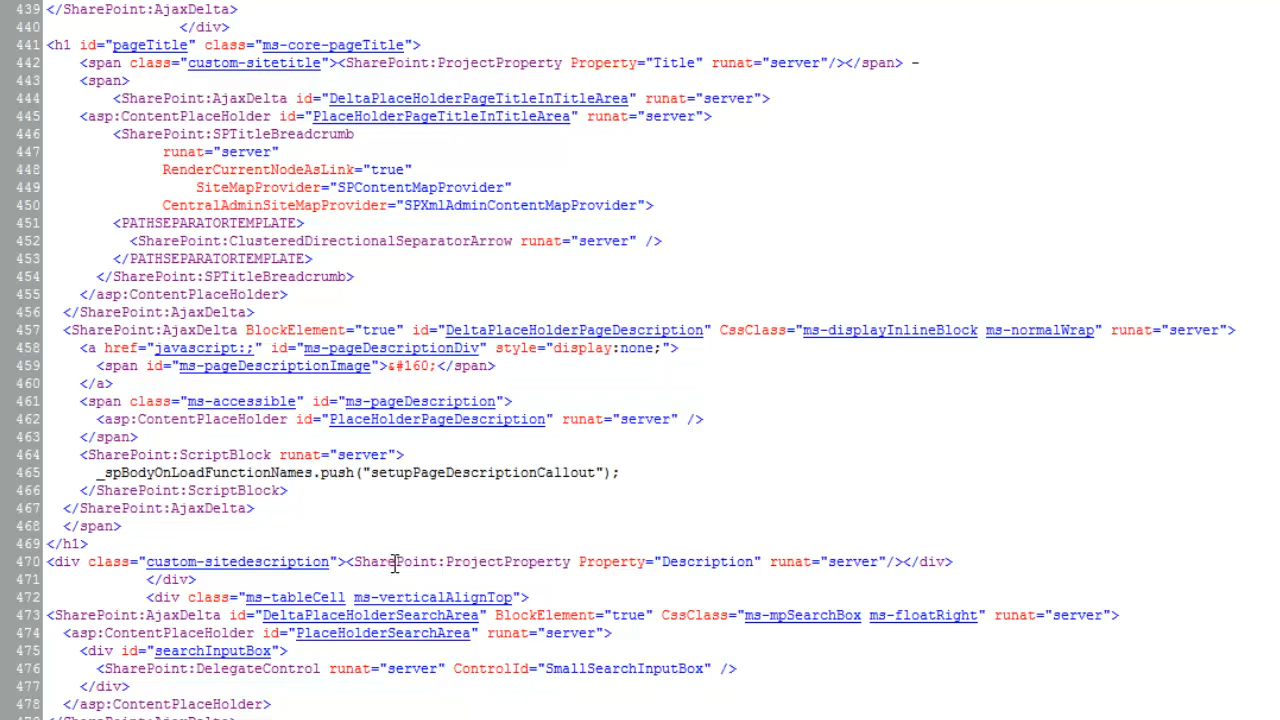 439 </SharePoint:AjaxDelta>
440 </div>
441 <h1 id="pageTitle" class="ms-core-pageTitle">
442 <span class="custom-sitetitle"><SharePoint:ProjectProperty Property="Title" runat="server"/></span> -
443 <span>
444 <SharePoint:AjaxDelta id="DeltaPlaceHolderPageTitleInTitleArea" runat="server">
445 <asp:ContentPlaceHolder id="PlaceHolderPageTitleInTitleArea" runat="server">
446 <SharePoint:SPTitleBreadcrumb
447 runat="server"
448 RenderCurrentNodeAsLink="true"
449 SiteMapProvider="SPContentMapProvider"
450 CentralAdminSiteMapProvider="SPXmlAdminContentMapProvider">
451 <PATHSEPARATORTEMPLATE>
452 <SharePoint:ClusteredDirectionalSeparatorArrow runat="server" />
453 </PATHSEPARATORTEMPLATE>
454 </SharePoint:SPTitleBreadcrumb>
455 </asp:ContentPlaceHolder>
456 </SharePoint:AjaxDelta>
457 <SharePoint:AjaxDelta BlockElement="true" id="DeltaPlaceHolderPageDescription" CssClass="ms-displayInlineBlock ms-normalWrap" runat="server">
458 <a href="javascript:;" id="ms-pageDescriptionDiv" style="display:none;">
459 <span id="ms-pageDescriptionImage">&#160;</span>
460 </a>
461 <span class="ms-accessible" id="ms-pageDescription">
462 <asp:ContentPlaceHolder id="PlaceHolderPageDescription" runat="server" />
463 </span>
464 <SharePoint:ScriptBlock runat="server">
465 _spBodyOnLoadFunctionNames.push("setupPageDescriptionCallout");
466 </SharePoint:ScriptBlock>
467 </SharePoint:AjaxDelta>
468 </span>
469 </h1>
470 <div class="custom-sitedescription"><SharePoint:ProjectProperty Property="Description" runat="server"/></div>
471 </div>
472 <div class="ms-tableCell ms-verticalAlignTop">
473 <SharePoint:AjaxDelta id="DeltaPlaceHolderSearchArea" BlockElement="true" CssClass="ms-mpSearchBox ms-floatRight" runat="server">
474 <asp:ContentPlaceHolder id="PlaceHolderSearchArea" runat="server">
475 <div id="searchInputBox">
476 <SharePoint:DelegateControl runat="server" ControlId="SmallSearchInputBox" />
477 </div>
478 </asp:ContentPlaceHolder>